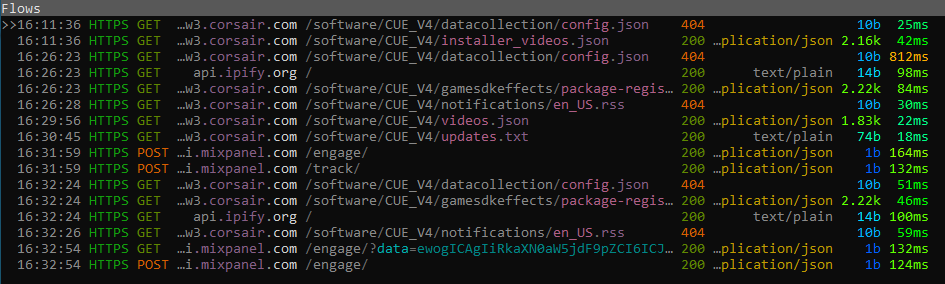 Flows
>>16:11:36 HTTPS GET …w3.corsair.com /software/CUE_V4/datacollection/config.json 404 10b 25ms
16:11:36 HTTPS GET …w3.corsair.com /software/CUE_V4/installer_videos.json 200 …plication/json 2.16k 42ms
16:26:23 HTTPS GET …w3.corsair.com /software/CUE_V4/datacollection/config.json 404 10b 812ms
16:26:23 HTTPS GET api.ipify.org / 200 text/plain 14b 98ms
16:26:23 HTTPS GET …w3.corsair.com /software/CUE_V4/gamesdkeffects/package-regis… 200 …plication/json 2.22k 84ms
16:26:28 HTTPS GET …w3.corsair.com /software/CUE_V4/notifications/en_US.rss 404 10b 30ms
16:29:56 HTTPS GET …w3.corsair.com /software/CUE_V4/videos.json 200 …plication/json 1.83k 22ms
16:30:45 HTTPS GET …w3.corsair.com /software/CUE_V4/updates.txt 200 text/plain 74b 18ms
16:31:59 HTTPS POST …i.mixpanel.com /engage/ 200 …plication/json 1b 164ms
16:31:59 HTTPS POST …i.mixpanel.com /track/ 200 …plication/json 1b 132ms
16:32:24 HTTPS GET …w3.corsair.com /software/CUE_V4/datacollection/config.json 404 10b 51ms
16:32:24 HTTPS GET …w3.corsair.com /software/CUE_V4/gamesdkeffects/package-regis… 200 …plication/json 2.22k 46ms
16:32:24 HTTPS GET api.ipify.org / 200 text/plain 14b 100ms
16:32:24 HTTPS GET …w3.corsair.com /software/CUE_V4/notifications/en_US.rss 404 10b 59ms
16:32:54 HTTPS GET …i.mixpanel.com /engage/?data=ewogICAgIiRkaXN0aW5jdF9pZCI6ICJ… 200 …plication/json 1b 132ms
16:32:54 HTTPS POST …i.mixpanel.com /engage/ 200 …plication/json 1b 124ms